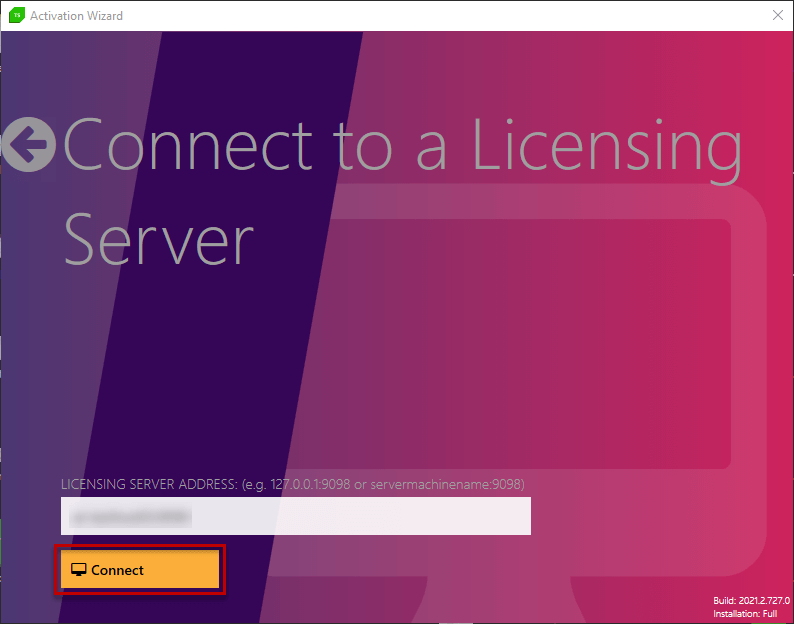 TS
Activation Wizard
Connect to a Licensing
Server
LICENSING SERVER ADDRESS: (e.g. 127.0.0.1:9098 or servermachinename:9098)
Connect
Build: 2021.2.727.0
Installation: Full